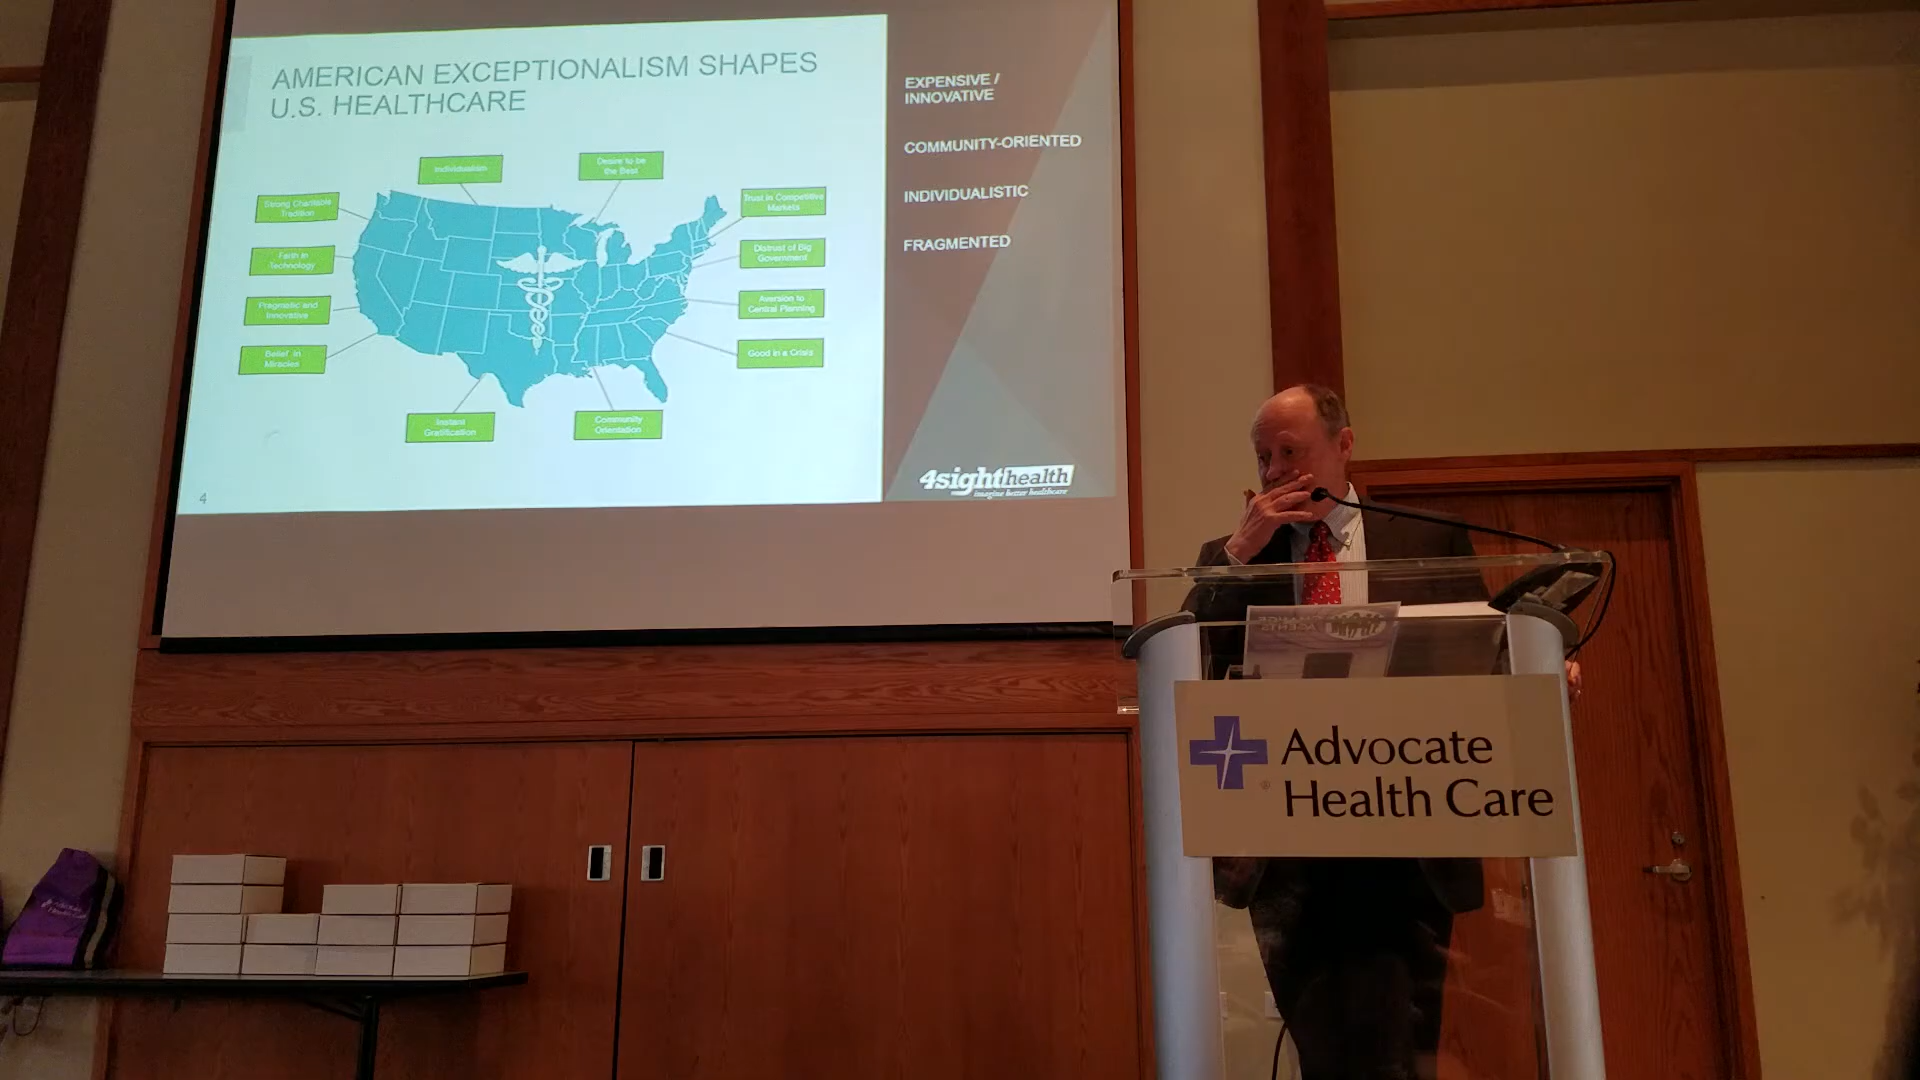 AMERICAN EXCEPTIONALISM SHAPES
U.S. HEALTHCARE
Individualism
Desire to be
the Best
Strong Charitable
Tradition
Trust in Competitive
Markets
Faith in
Technology
Distrust of Big
Government
Pragmatic and
Innovative
Aversion to
Central Planning
Belief in
Miracles
Good in a Crisis
Instant
Gratification
Community
Orientation
4
EXPENSIVE /
INNOVATIVE
COMMUNITY-ORIENTED
INDIVIDUALISTIC
FRAGMENTED
4sighthealth
imagine better healthcare
Advocate
Health Care
®